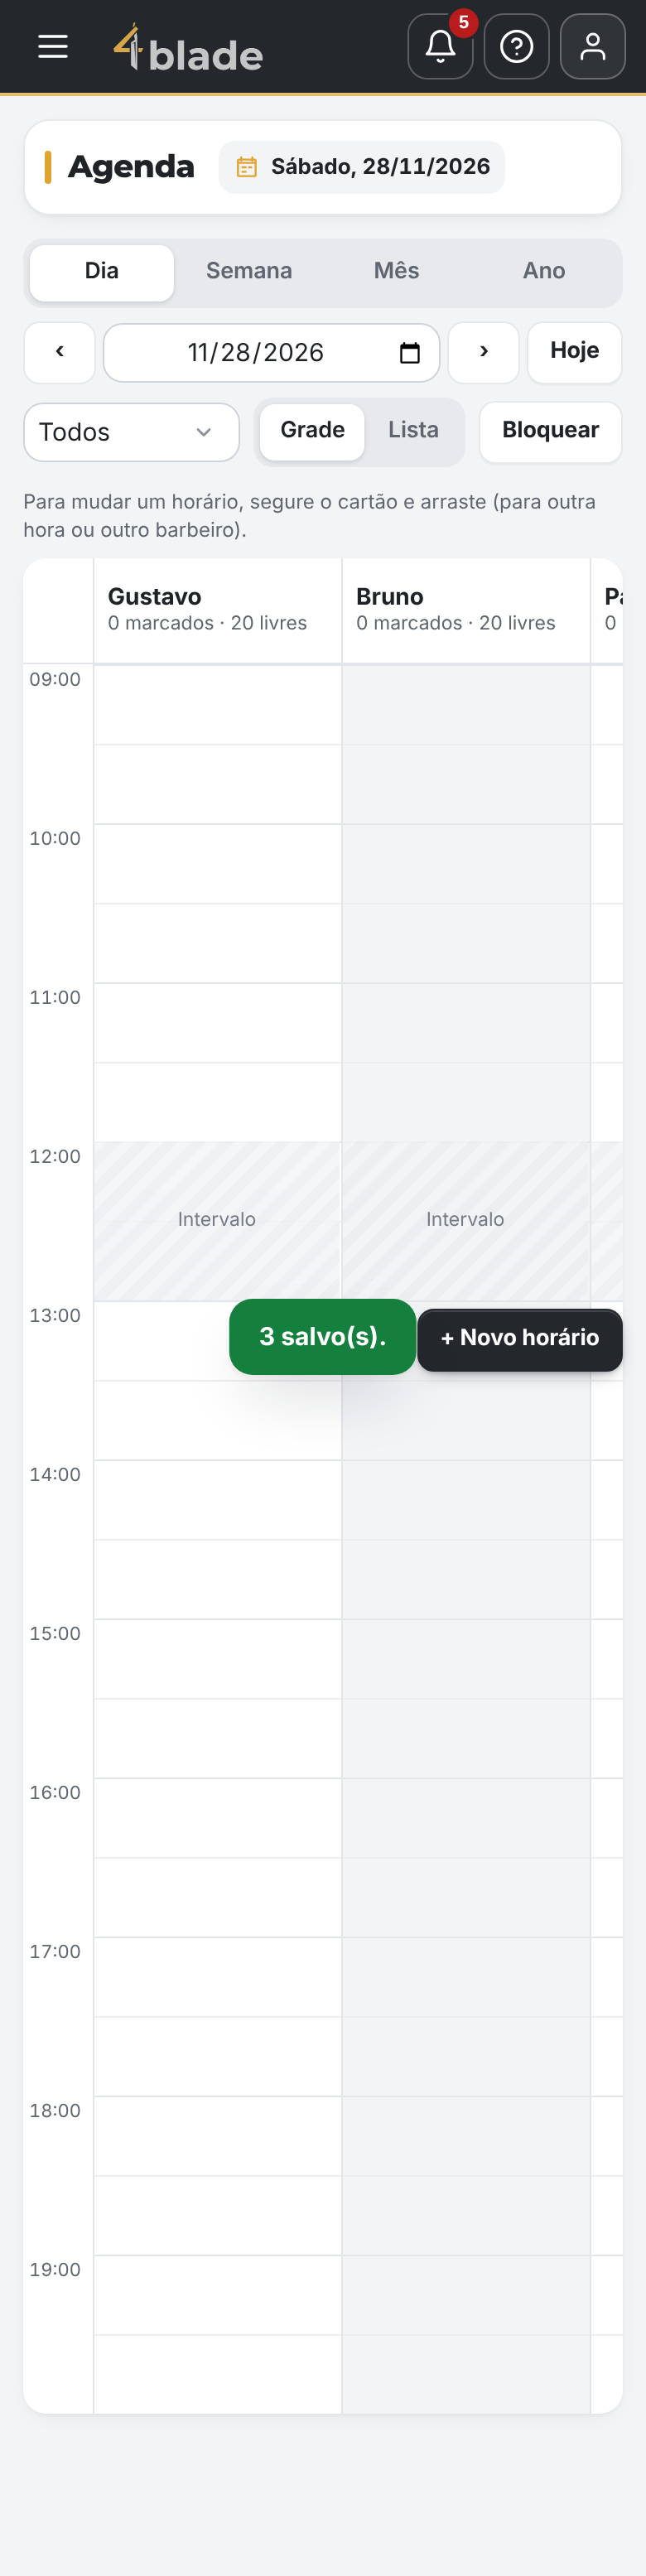 4blade
5
Agenda
Sábado, 28/11/2026
Dia
Semana
Mês
Ano
‹
11/28/2026
›
Hoje
Todos
Grade
Lista
Bloquear
Para mudar um horário, segure o cartão e arraste (para outra
hora ou outro barbeiro).
Gustavo
0 marcados · 20 livres
Bruno
0 marcados · 20 livres
0
09:00
10:00
11:00
12:00
Intervalo
Intervalo
13:00
3 salvo(s).
+ Novo horário
14:00
15:00
16:00
17:00
18:00
19:00